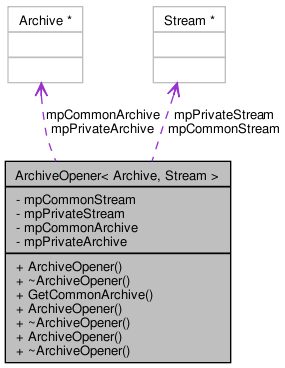 Archive *
Stream *
mpCommonArchive
mpPrivateArchive
mpPrivateStream
mpCommonStream
ArchiveOpener< Archive, Stream >
- mpCommonStream
- mpPrivateStream
- mpCommonArchive
- mpPrivateArchive
+ ArchiveOpener()
+ ~ArchiveOpener()
+ GetCommonArchive()
+ ArchiveOpener()
+ ~ArchiveOpener()
+ ArchiveOpener()
+ ~ArchiveOpener()